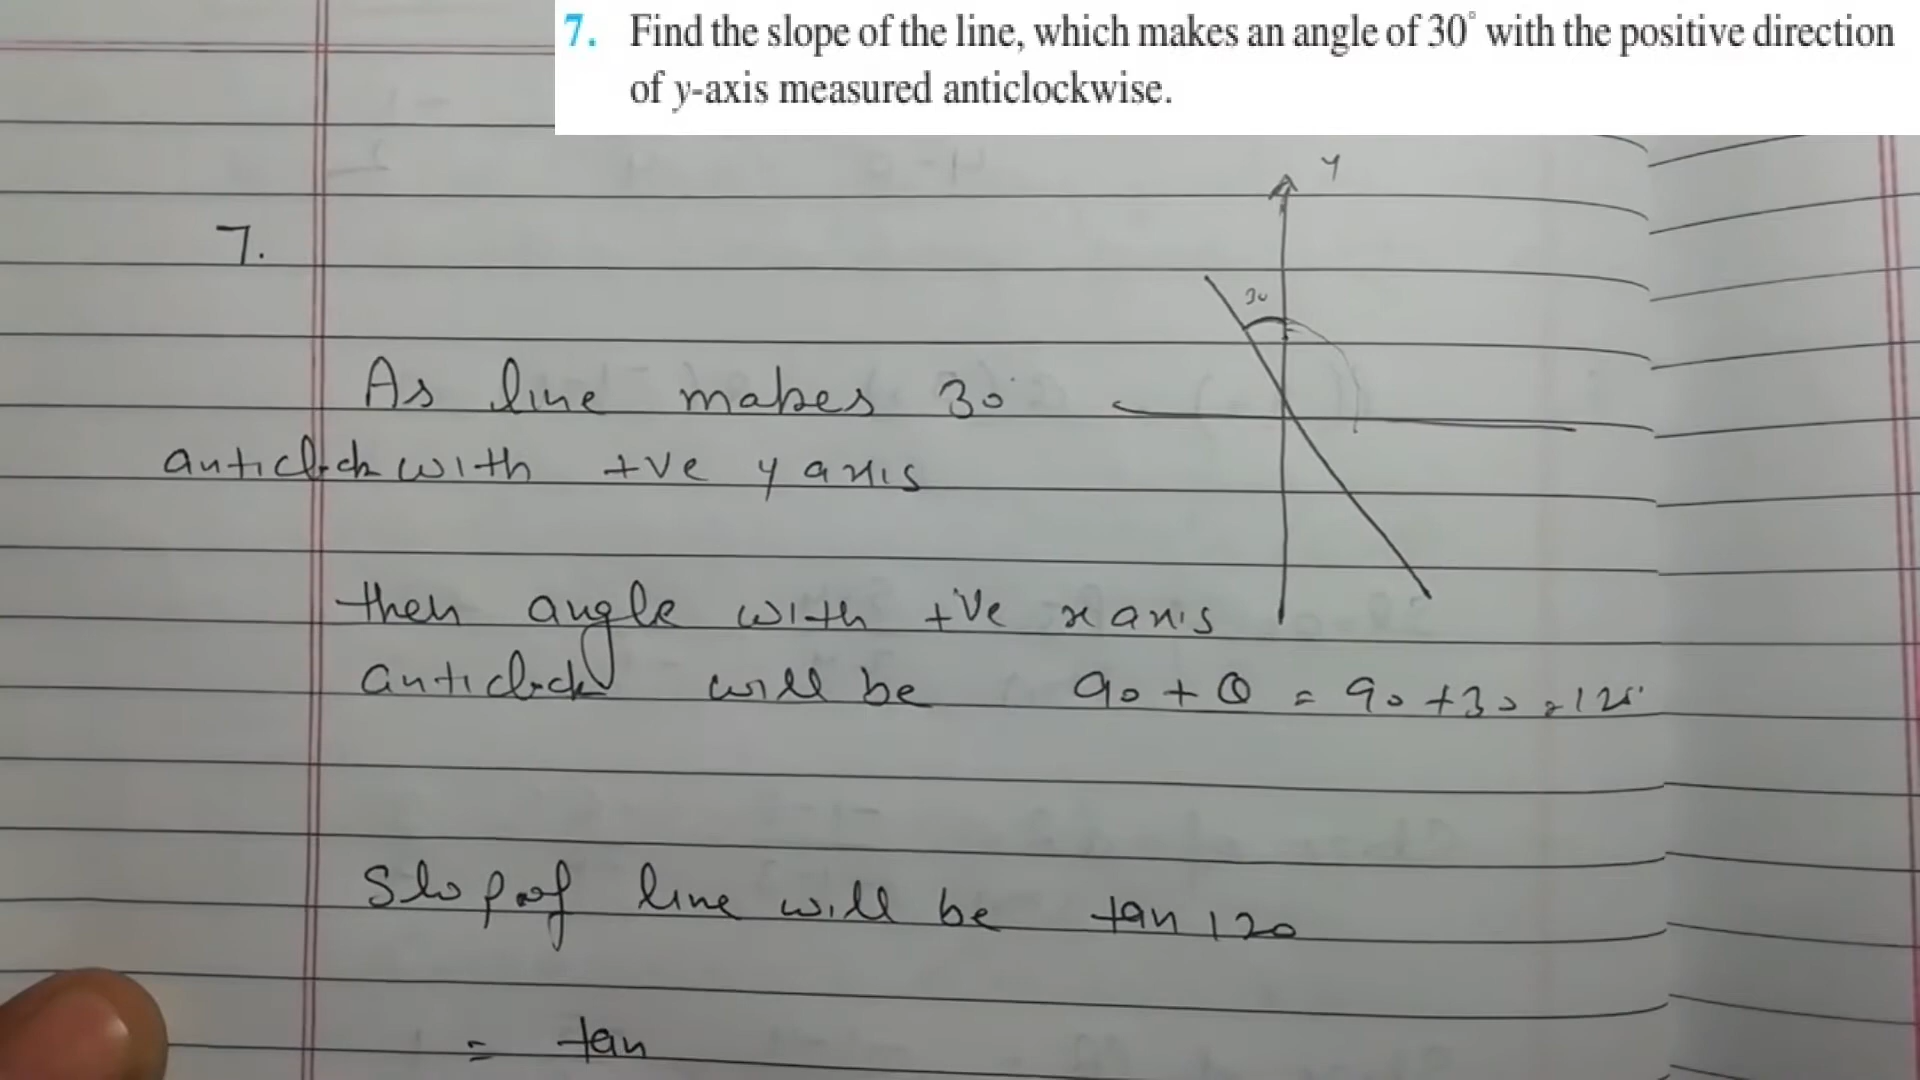 7. Find the slope of the line, which makes an angle of 30° with the positive direction
of y-axis measured anticlockwise.
y
7.
30
As line makes 30°
anticlock with +ve y axis
then angle with +ve x axis
anticlock will be 90 + θ = 90 + 30 = 120°
Slop of line will be tan 120
= tan